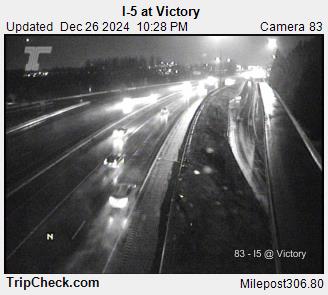 I-5 at Victory
Updated Dec 26 2024 10:28 PM Camera 83
T
N
83 - I5 @ Victory
TripCheck.com Milepost306.80